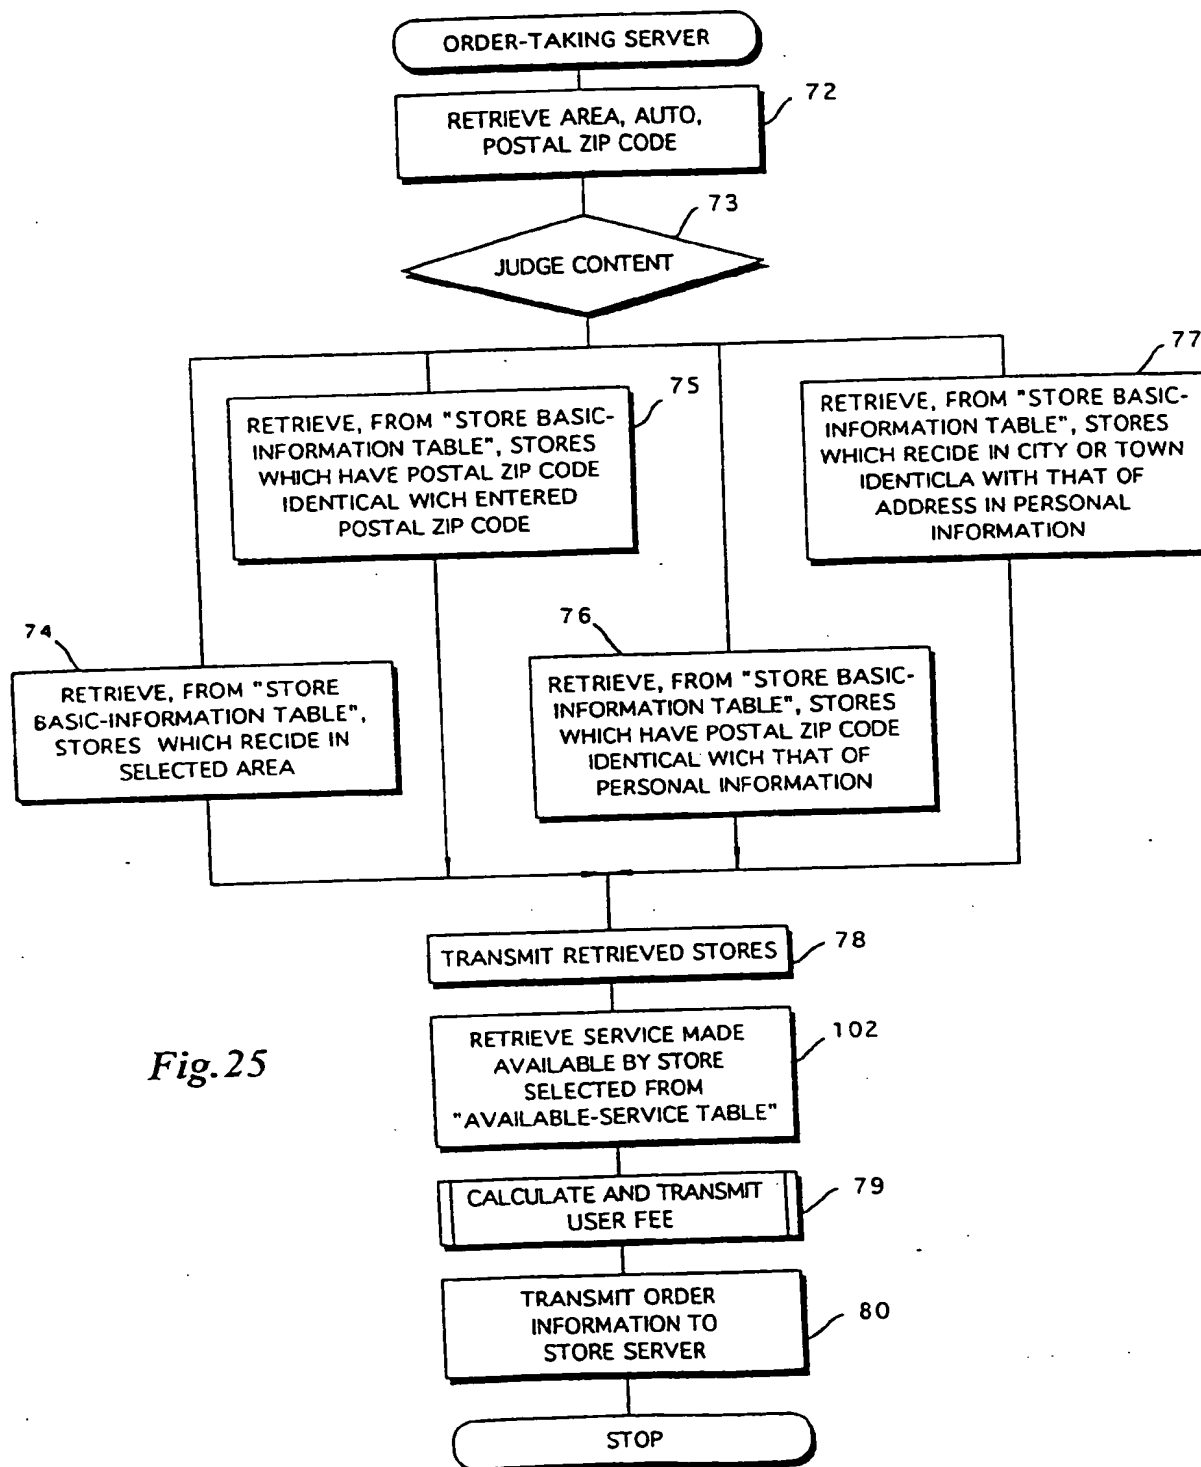 ORDER-TAKING SERVER
72
RETRIEVE AREA, AUTO,
POSTAL ZIP CODE
73
JUDGE CONTENT
75
RETRIEVE, FROM "STORE BASIC-
INFORMATION TABLE", STORES
WHICH HAVE POSTAL ZIP CODE
IDENTICAL WICH ENTERED
POSTAL ZIP CODE
77
RETRIEVE, FROM "STORE BASIC-
INFORMATION TABLE", STORES
WHICH RECIDE IN CITY OR TOWN
IDENTICLA WITH THAT OF
ADDRESS IN PERSONAL
INFORMATION
74
RETRIEVE, FROM "STORE
BASIC-INFORMATION TABLE",
STORES WHICH RECIDE IN
SELECTED AREA
76
RETRIEVE, FROM "STORE BASIC-
INFORMATION TABLE", STORES
WHICH HAVE POSTAL ZIP CODE
IDENTICAL WICH THAT OF
PERSONAL INFORMATION
TRANSMIT RETRIEVED STORES
78
RETRIEVE SERVICE MADE
AVAILABLE BY STORE
SELECTED FROM
"AVAILABLE-SERVICE TABLE"
102
Fig.25
CALCULATE AND TRANSMIT
USER FEE
79
TRANSMIT ORDER
INFORMATION TO
STORE SERVER
80
STOP